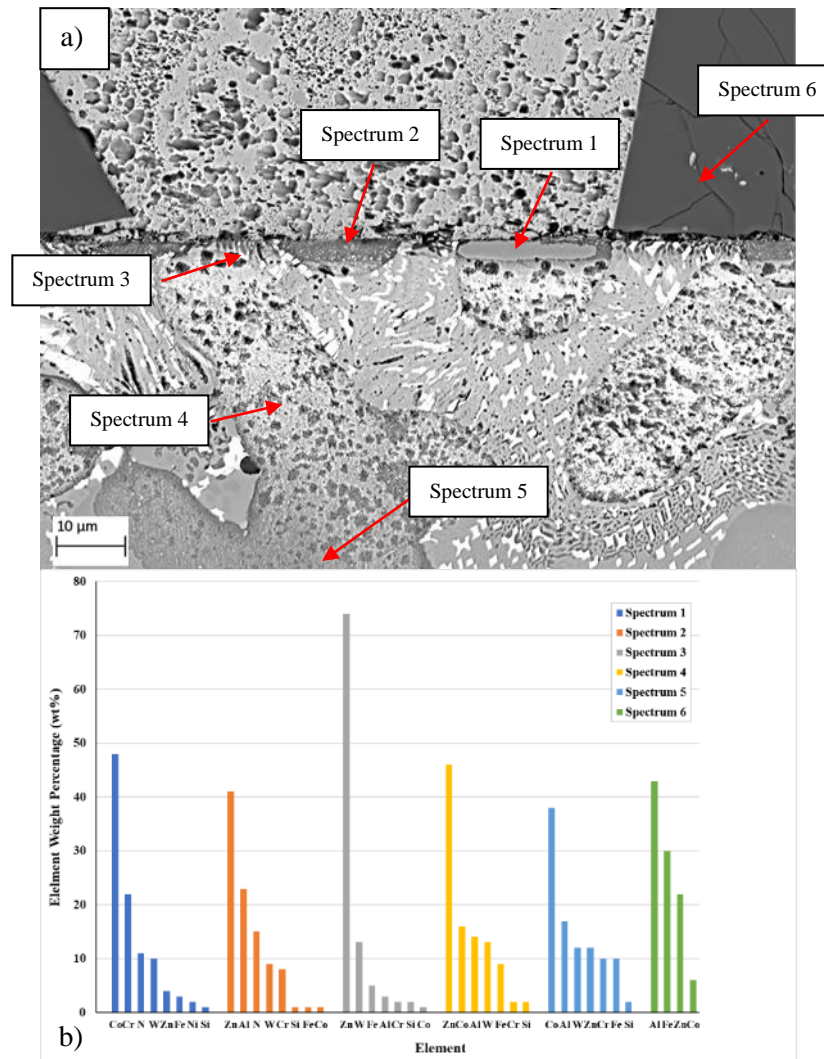 a)
Spectrum 6
Spectrum 2
Spectrum 1
Spectrum 3
Spectrum 4
Spectrum 5
10 µm
80
70
60
50
40
30
20
10
0
Elelment Weight Percentage (wt%)
Spectrum 1
Spectrum 2
Spectrum 3
Spectrum 4
Spectrum 5
Spectrum 6
CoCr N WZnFe Ni Si ZnAl N WCr Si FeCo ZnW FeAlCr Si Co ZnCoAl W FeCr Si CoAl WZnCr Fe Si AlFeZnCo
b)
Element